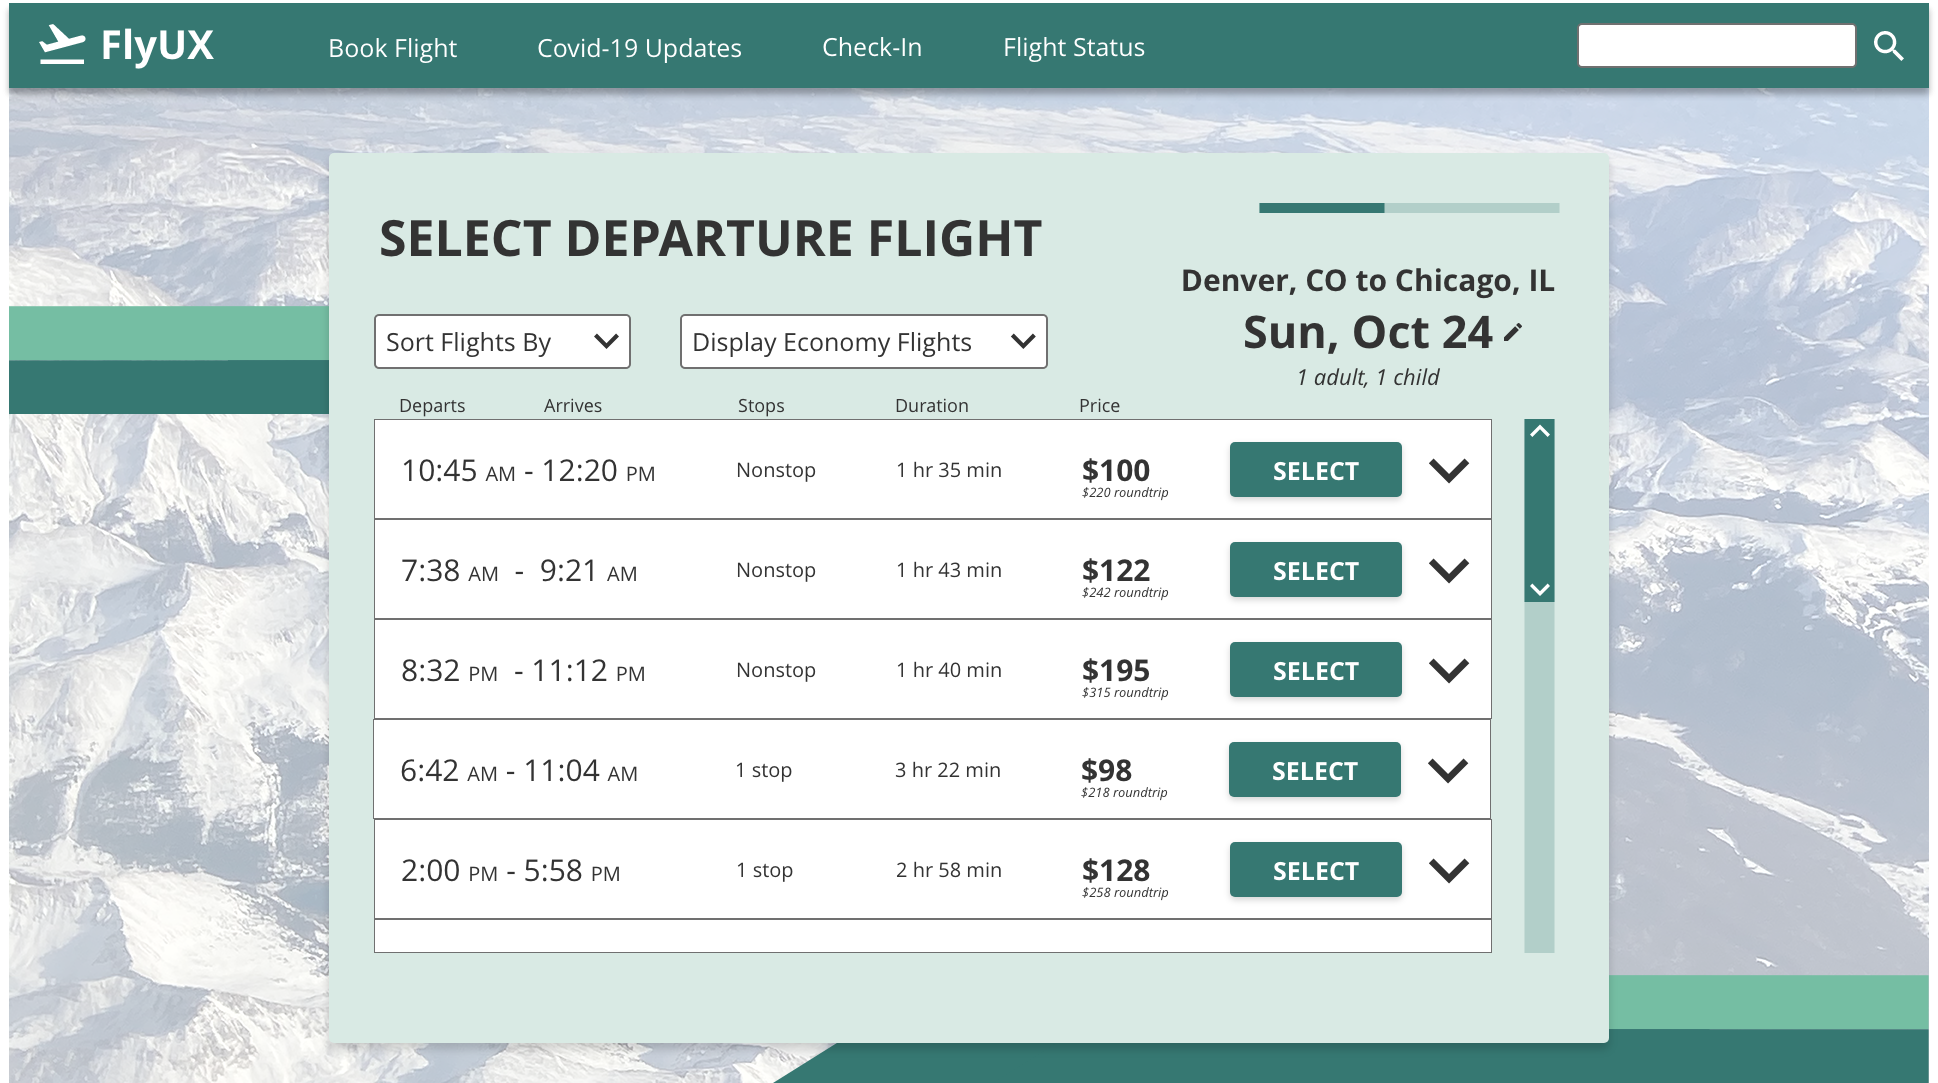 FlyUX Book Flight Covid-19 Updates Check-In Flight Status
SELECT DEPARTURE FLIGHT
Denver, CO to Chicago, IL
Sun, Oct 24
1 adult, 1 child
Sort Flights By Display Economy Flights
Departs Arrives Stops Duration Price
10:45 AM - 12:20 PM Nonstop 1 hr 35 min $100 SELECT
$220 roundtrip
7:38 AM - 9:21 AM Nonstop 1 hr 43 min $122 SELECT
$242 roundtrip
8:32 PM - 11:12 PM Nonstop 1 hr 40 min $195 SELECT
$315 roundtrip
6:42 AM - 11:04 AM 1 stop 3 hr 22 min $98 SELECT
$218 roundtrip
2:00 PM - 5:58 PM 1 stop 2 hr 58 min $128 SELECT
$258 roundtrip